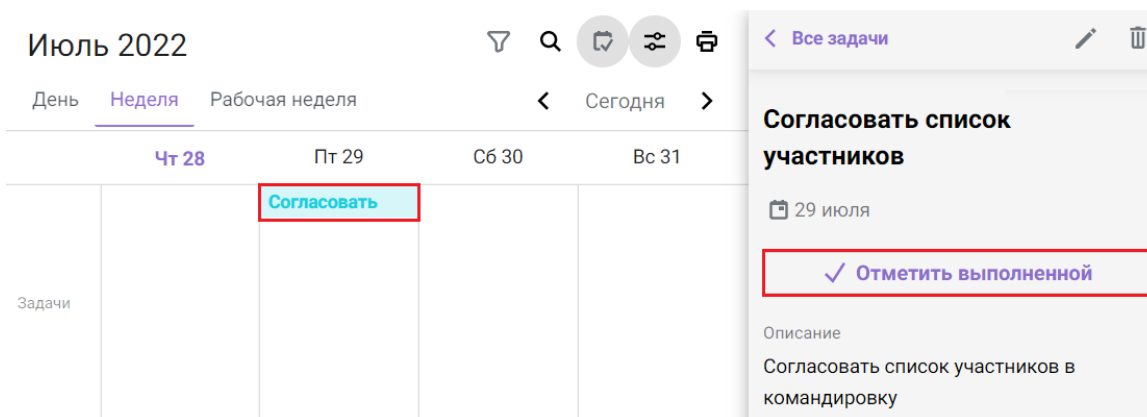 Июль 2022
День Неделя Рабочая неделя Сегодня
Чт 28 Пт 29 Сб 30 Вс 31
Согласовать
Задачи
Все задачи
Согласовать список
участников
29 июля
Отметить выполненной
Описание
Согласовать список участников в
командировку